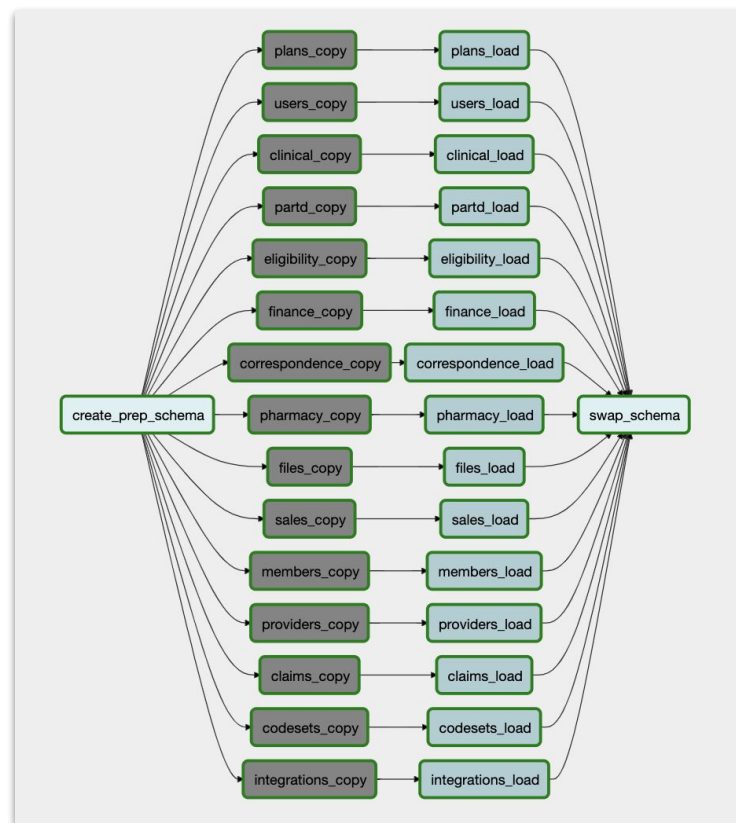 plans_copy plans_load
users_copy users_load
clinical_copy clinical_load
partd_copy partd_load
eligibility_copy eligibility_load
finance_copy finance_load
correspondence_copy correspondence_load
create_prep_schema pharmacy_copy pharmacy_load swap_schema
files_copy files_load
sales_copy sales_load
members_copy members_load
providers_copy providers_load
claims_copy claims_load
codesets_copy codesets_load
integrations_copy integrations_load